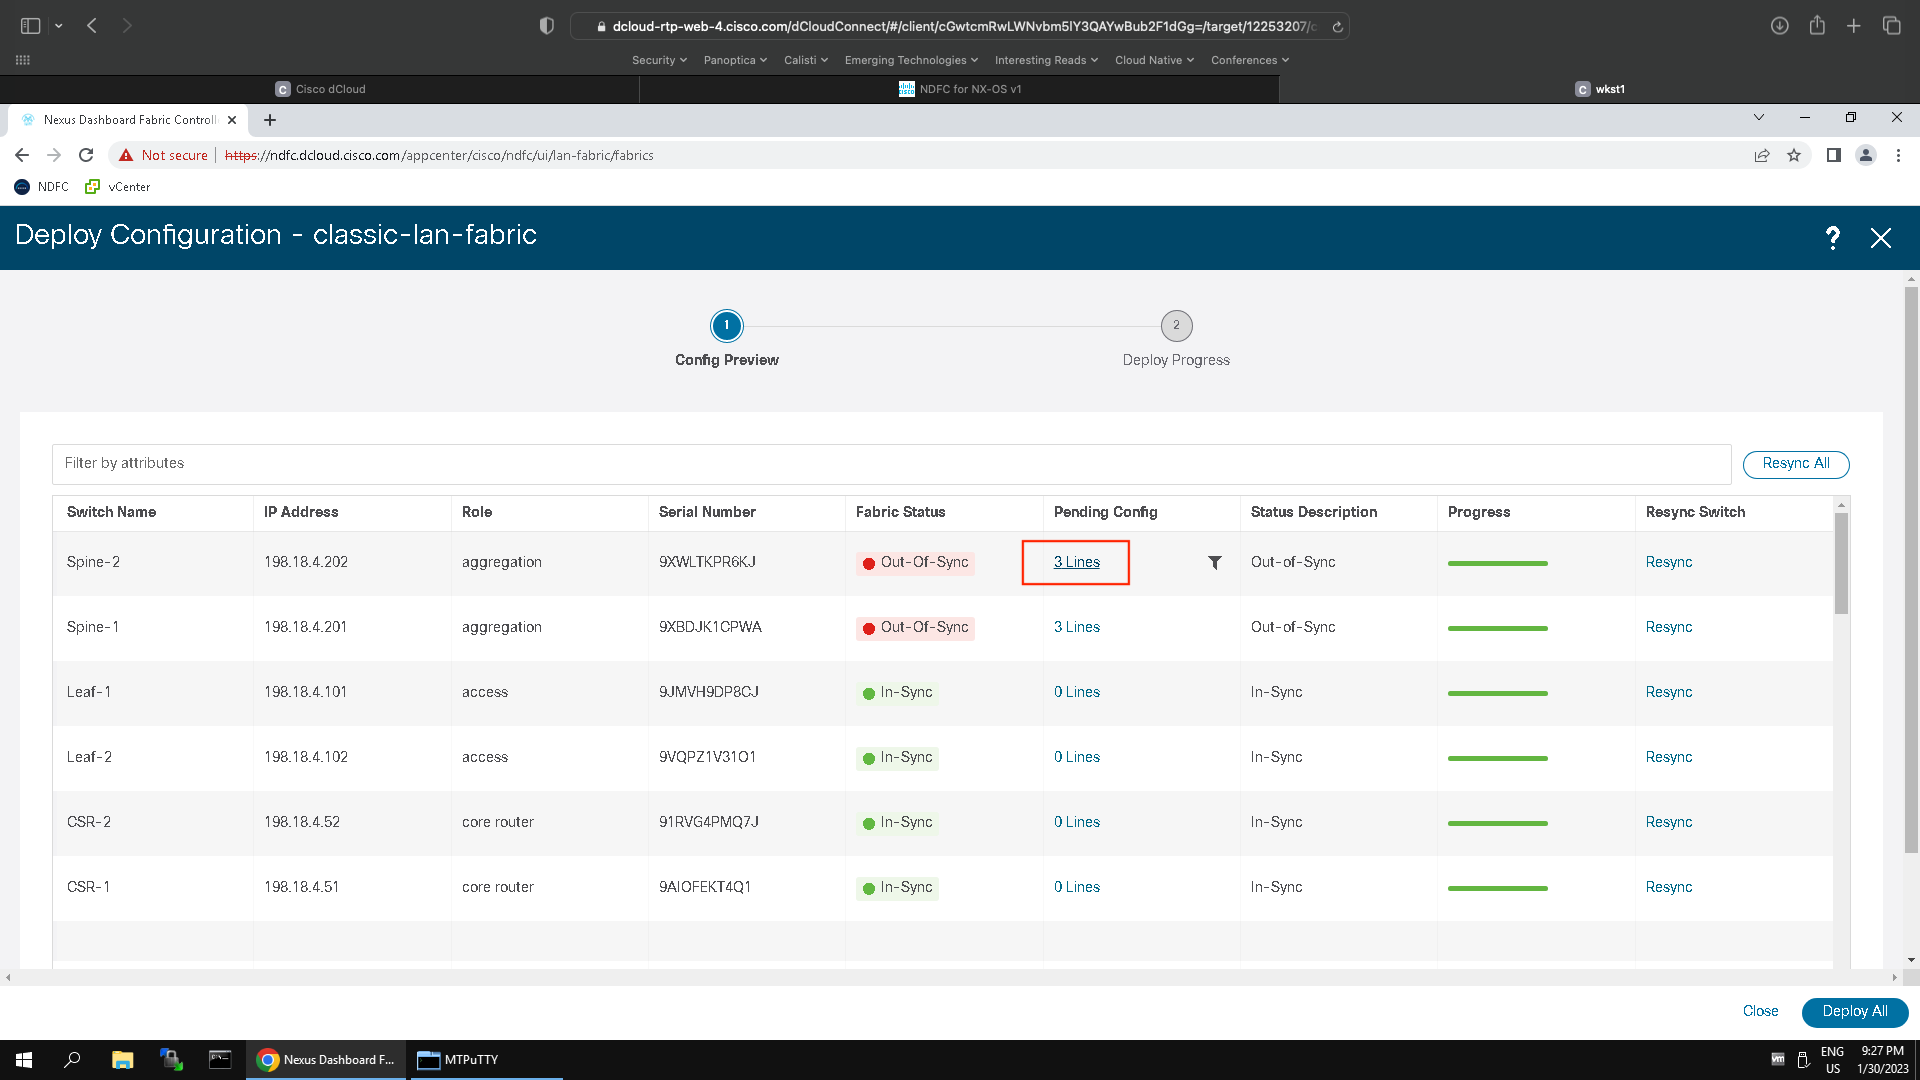 dcloud-rtp-web-4.cisco.com/dCloudConnect/#/client/cGwtcmRwLWNvbm5lY3QAYwBub2F1dGg=/target/12253207/c
Security Panoptica Calisti Emerging Technologies Interesting Reads Cloud Native Conferences
C Cisco dCloud NDFC for NX-OS v1 C wkst1
Nexus Dashboard Fabric Controll
Not secure https://ndfc.dcloud.cisco.com/appcenter/cisco/ndfc/ui/lan-fabric/fabrics
NDFC vCenter
Deploy Configuration - classic-lan-fabric ?
1 2
Config Preview Deploy Progress
Filter by attributes Resync All
Switch Name IP Address Role Serial Number Fabric Status Pending Config Status Description Progress Resync Switch
Spine-2 198.18.4.202 aggregation 9XWLTKPR6KJ Out-Of-Sync 3 Lines Out-of-Sync Resync
Spine-1 198.18.4.201 aggregation 9XBDJK1CPWA Out-Of-Sync 3 Lines Out-of-Sync Resync
Leaf-1 198.18.4.101 access 9JMVH9DP8CJ In-Sync 0 Lines In-Sync Resync
Leaf-2 198.18.4.102 access 9VQPZ1V31O1 In-Sync 0 Lines In-Sync Resync
CSR-2 198.18.4.52 core router 91RVG4PMQ7J In-Sync 0 Lines In-Sync Resync
CSR-1 198.18.4.51 core router 9AIOFEKT4Q1 In-Sync 0 Lines In-Sync Resync
Close Deploy All
Nexus Dashboard F... MTPuTTY vm ENG 9:27 PM
US 1/30/2023